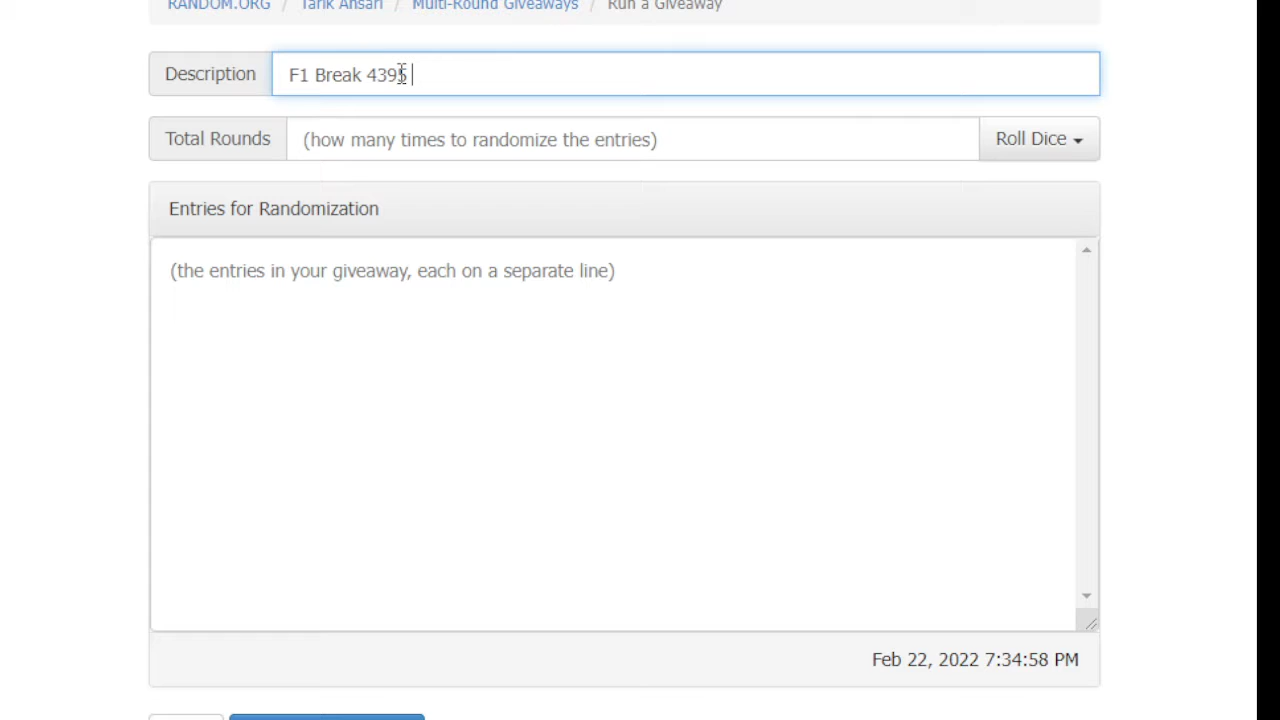 RANDOM.ORG / Tarik Ansari / Multi-Round Giveaways / Run a Giveaway
Description F1 Break 4395
Total Rounds (how many times to randomize the entries) Roll Dice
Entries for Randomization
(the entries in your giveaway, each on a separate line)
Feb 22, 2022 7:34:58 PM